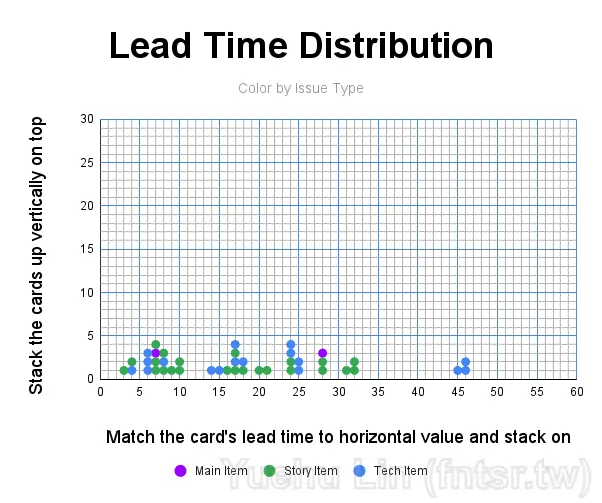 Lead Time Distribution
Color by Issue Type
Stack the cards up vertically on top
30
25
20
15
10
5
0
0 5 10 15 20 25 30 35 40 45 50 55 60
Match the card's lead time to horizontal value and stack on
Main Item Story Item Tech Item
Yuehu Lin (fntsr.tw)